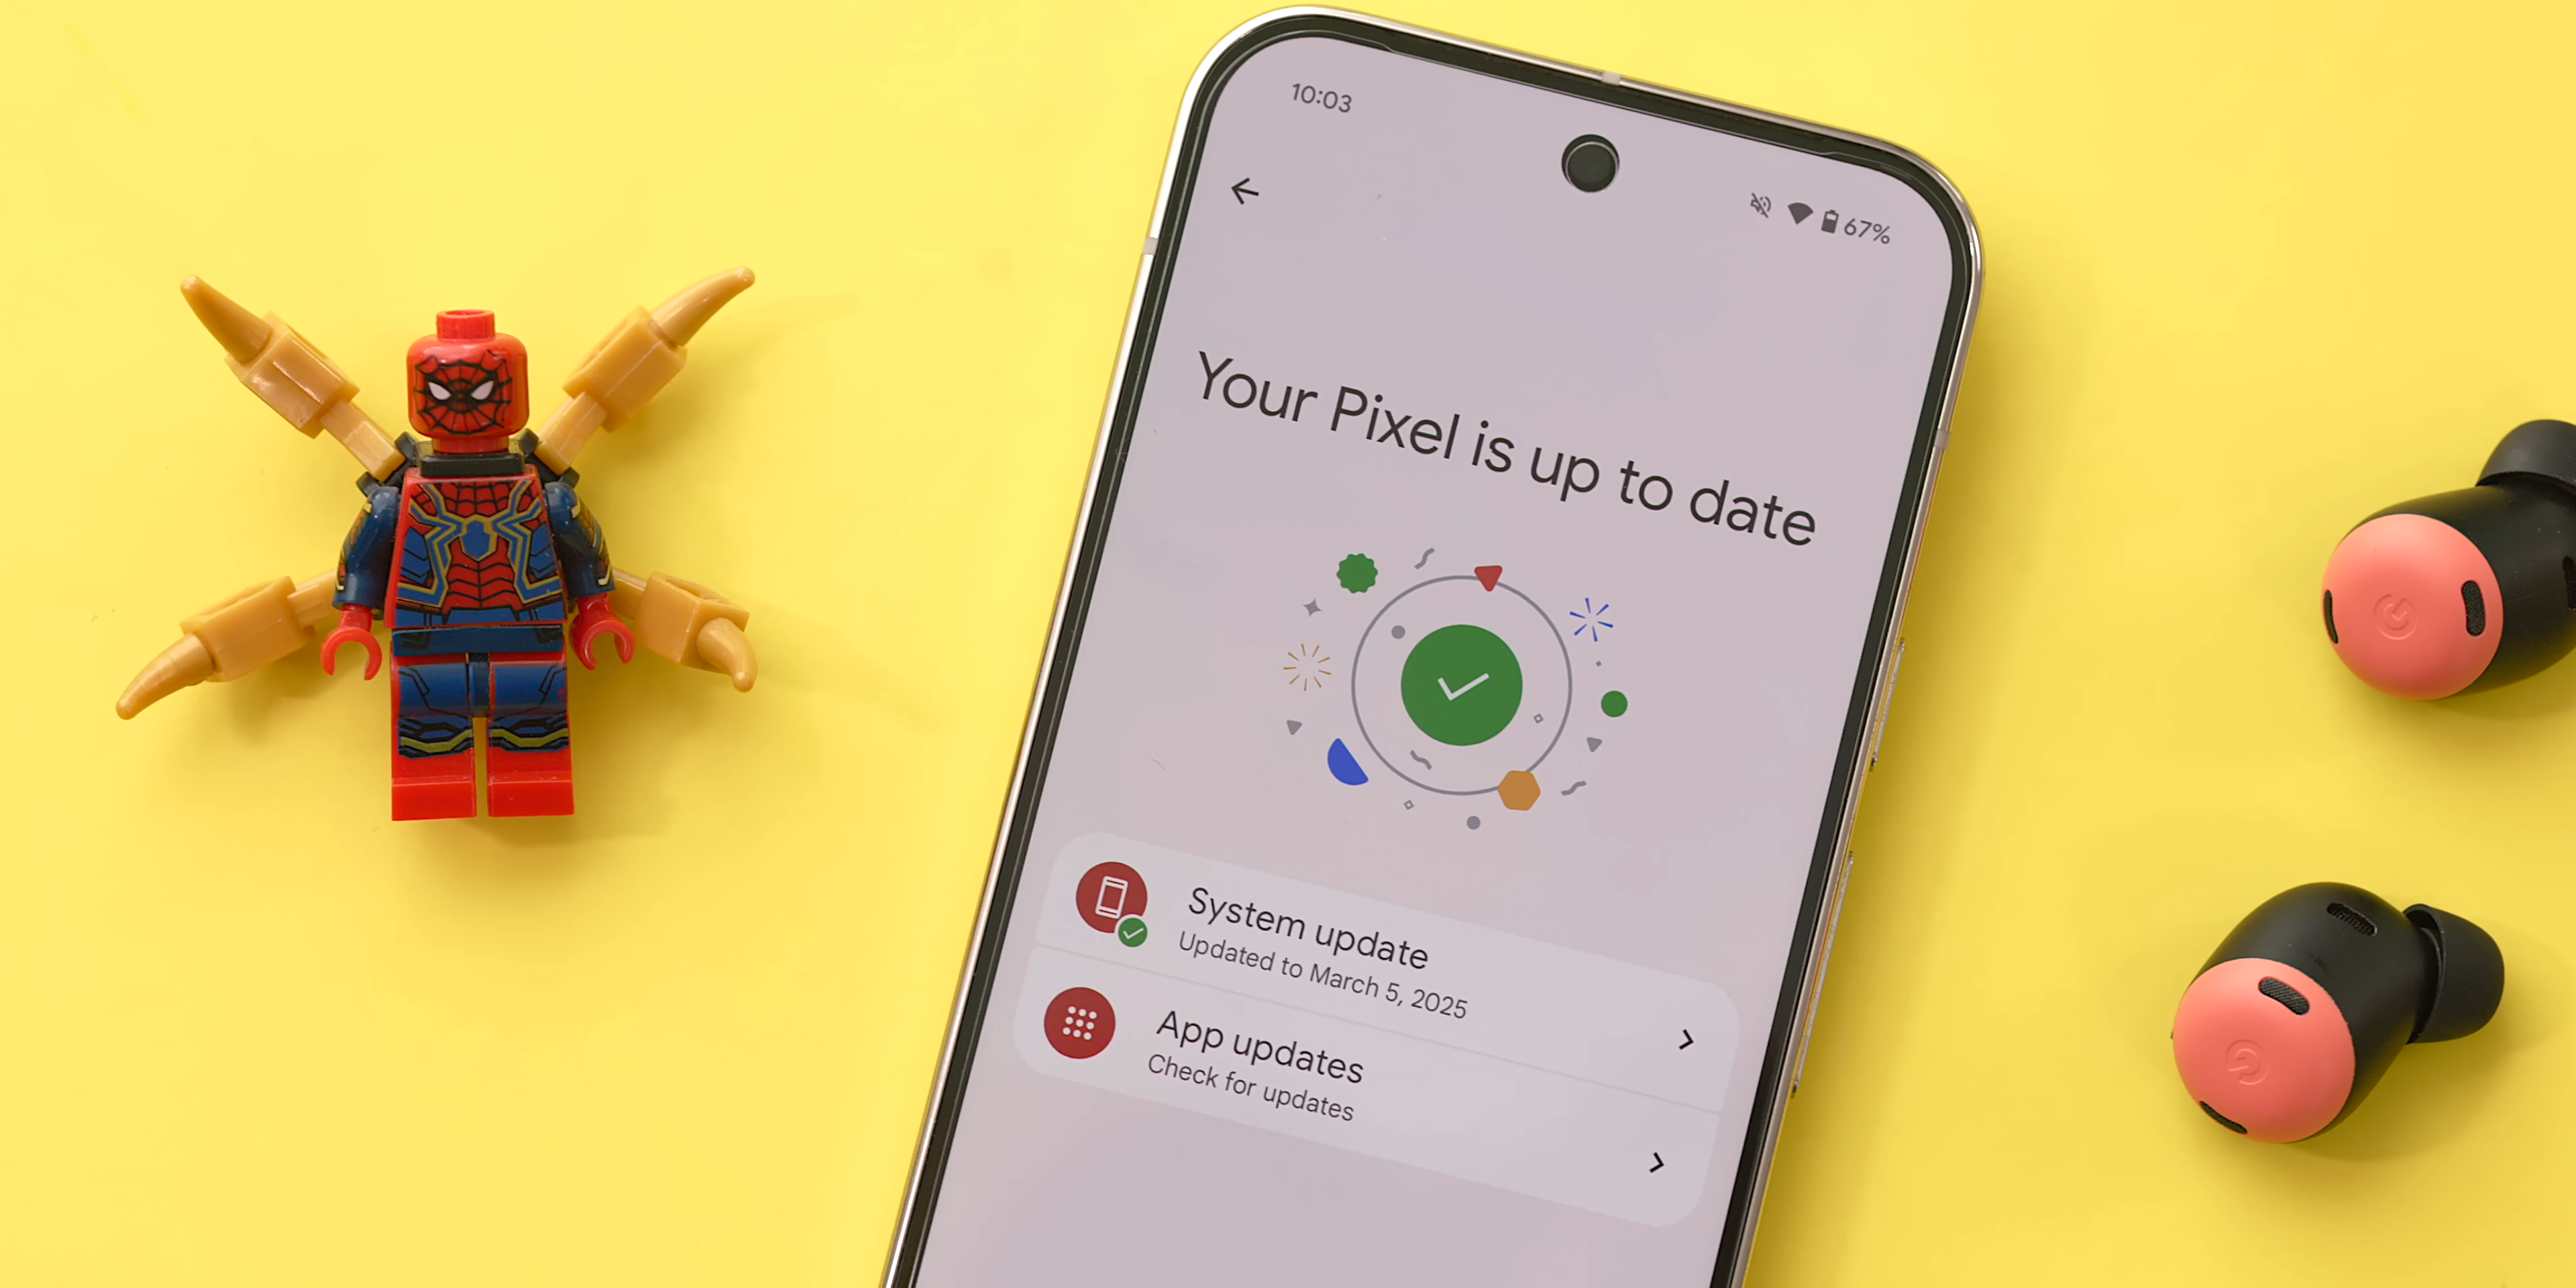 10:03
67%
Your Pixel is up to date
System update
Updated to March 5, 2025
App updates
Check for updates